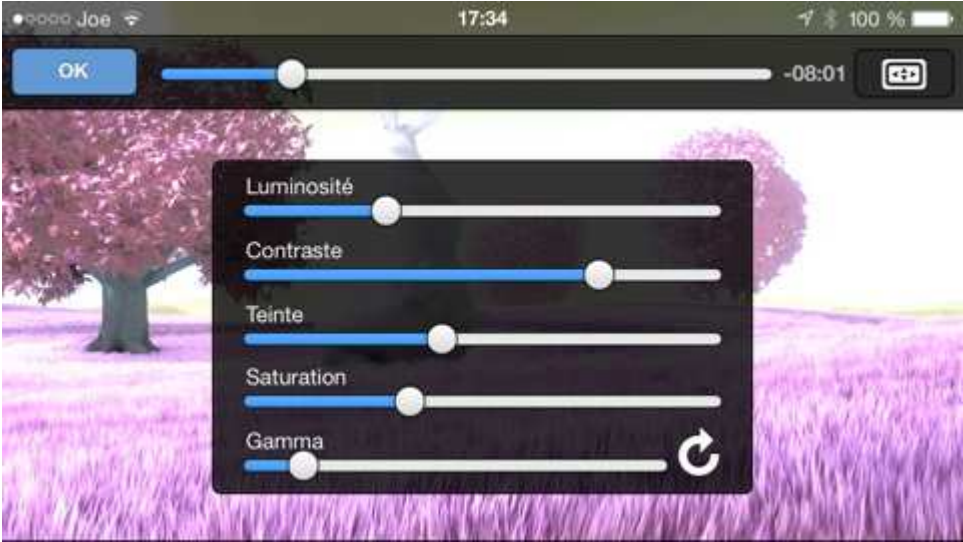 Joe 17:34 100 %
OK -08:01
Luminosité
Contraste
Teinte
Saturation
Gamma